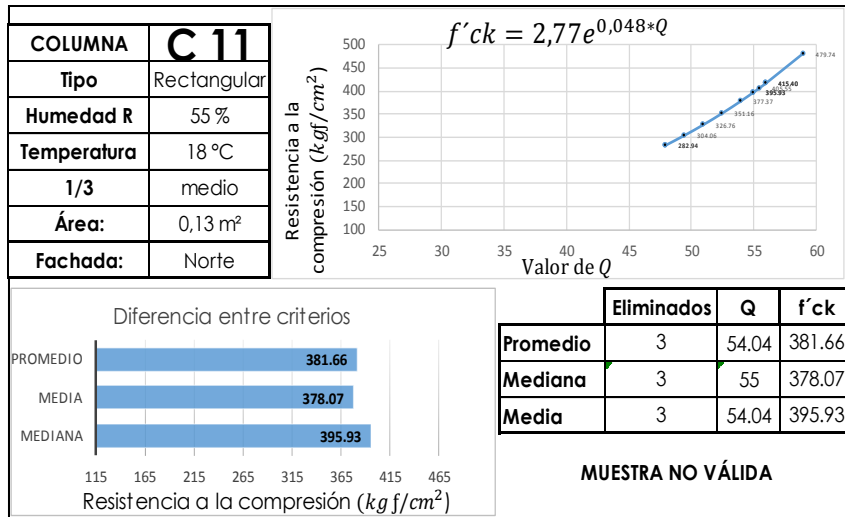 COLUMNA C 11
Tipo Rectangular
Humedad R 55 %
Temperatura 18 °C
1/3 medio
Área: 0,13 m²
Fachada: Norte
f´ck = 2,77e^0,048*Q
Resistencia a la
compresión (kgf/cm²)
500
450
400
350
300
250
200
150
100
282.94
304.06
326.76
351.16
377.37
395.93
405.55
415.40
479.74
25 30 35 40 45 50 55 60
Valor de Q
Diferencia entre criterios
PROMEDIO 381.66
MEDIA 378.07
MEDIANA 395.93
115 165 215 265 315 365 415 465
Resistencia a la compresión (kg f/cm²)
Eliminados Q f´ck
Promedio 3 54.04 381.66
Mediana 3 55 378.07
Media 3 54.04 395.93
MUESTRA NO VÁLIDA